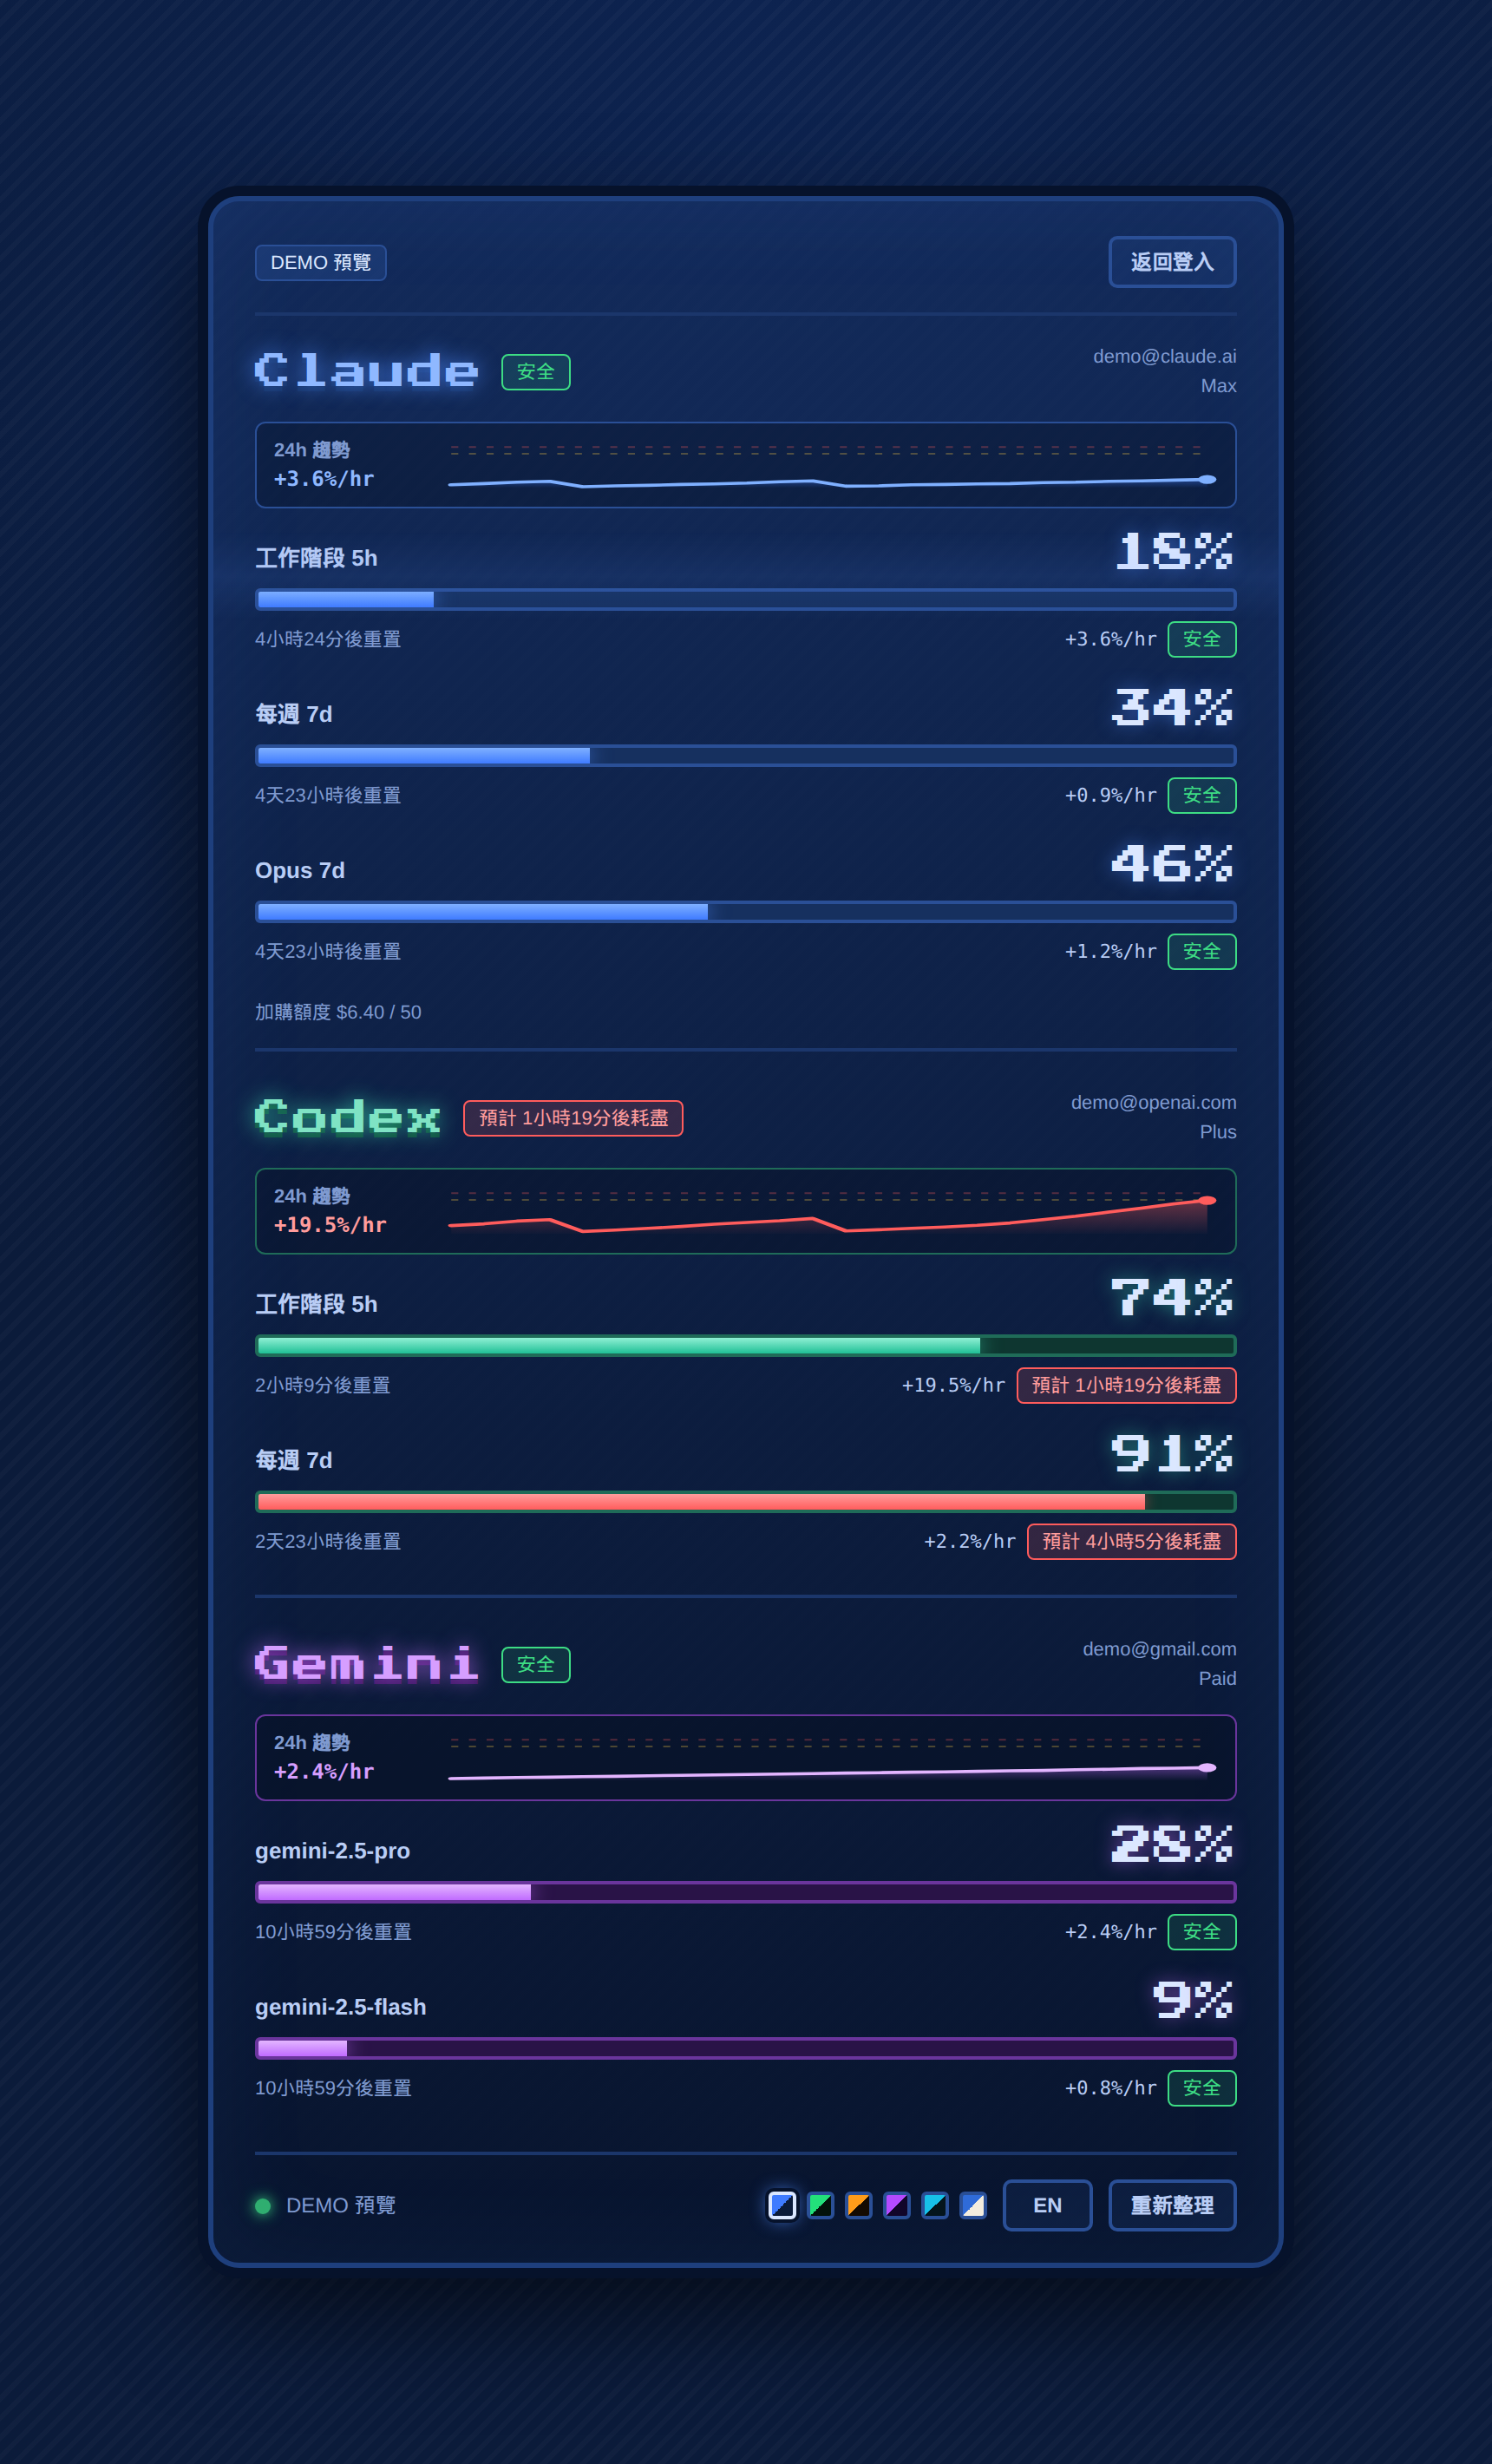 DEMO 預覽
返回登入
Claude 安全
demo@claude.ai
Max
24h 趨勢
+3.6%/hr
工作階段 5h 18%
4小時24分後重置 +3.6%/hr 安全
每週 7d 34%
4天23小時後重置 +0.9%/hr 安全
Opus 7d 46%
4天23小時後重置 +1.2%/hr 安全
加購額度 $6.40 / 50
Codex 預計 1小時19分後耗盡
demo@openai.com
Plus
24h 趨勢
+19.5%/hr
工作階段 5h 74%
2小時9分後重置 +19.5%/hr 預計 1小時19分後耗盡
每週 7d 91%
2天23小時後重置 +2.2%/hr 預計 4小時5分後耗盡
Gemini 安全
demo@gmail.com
Paid
24h 趨勢
+2.4%/hr
gemini-2.5-pro 28%
10小時59分後重置 +2.4%/hr 安全
gemini-2.5-flash 9%
10小時59分後重置 +0.8%/hr 安全
DEMO 預覽 EN 重新整理